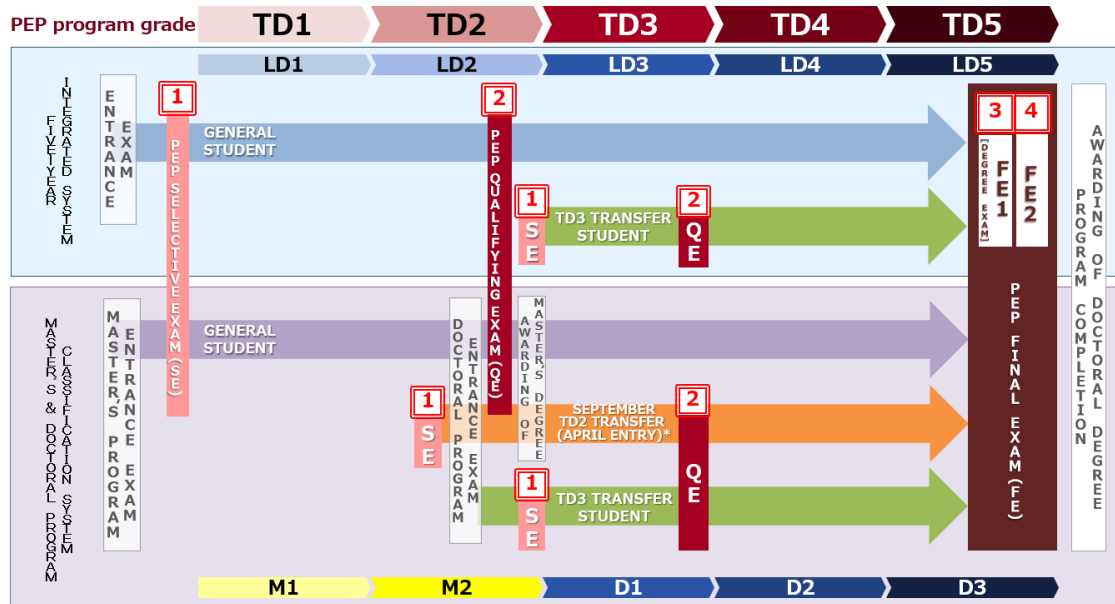 PEP program grade
TD1
TD2
TD3
TD4
TD5
LD1
LD2
LD3
LD4
LD5
INTEGRATED SYSTEM
FIVEIYEAR
ENTRANCE
EXAM
1
PEP SELECTIVE EXAM (SE)
GENERAL
STUDENT
2
PEP QUALIFYING EXAM (QE)
1
SE
TD3 TRANSFER
STUDENT
2
QE
3
4
[DEGREE EXAM]
FE1
FE2
PEP FINAL EXAM (FE)
AWARDING OF DOCTORAL DEGREE
PROGRAM COMPLETION
CLASSIFICATION SYSTEM
MASTER'S & DOCTORAL PROGRAM
ENTRANCE EXAM
MASTER'S PROGRAM
GENERAL
STUDENT
ENTRANCE EXAM
DOCTORAL PROGRAM
MASTER'S DEGREE
AWARDING OF
1
SE
SEPTEMBER
TD2 TRANSFER
(APRIL ENTRY)*
2
QE
1
SE
TD3 TRANSFER
STUDENT
M1
M2
D1
D2
D3